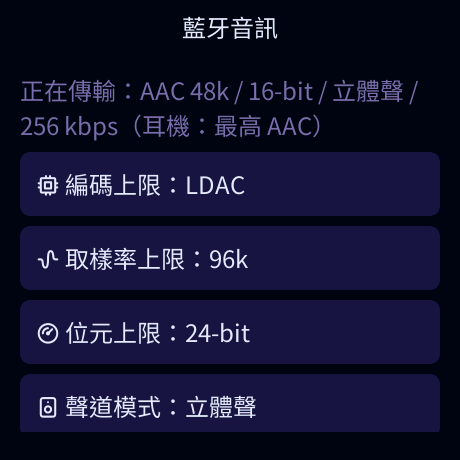 藍牙音訊
正在傳輸：AAC 48k / 16-bit / 立體聲 /
256 kbps（耳機：最高 AAC）
編碼上限：LDAC
取樣率上限：96k
位元上限：24-bit
聲道模式：立體聲